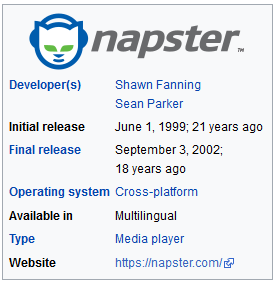 napster™
Developer(s) Shawn Fanning
Sean Parker
Initial release June 1, 1999; 21 years ago
Final release September 3, 2002;
18 years ago
Operating system Cross-platform
Available in Multilingual
Type Media player
Website https://napster.com/